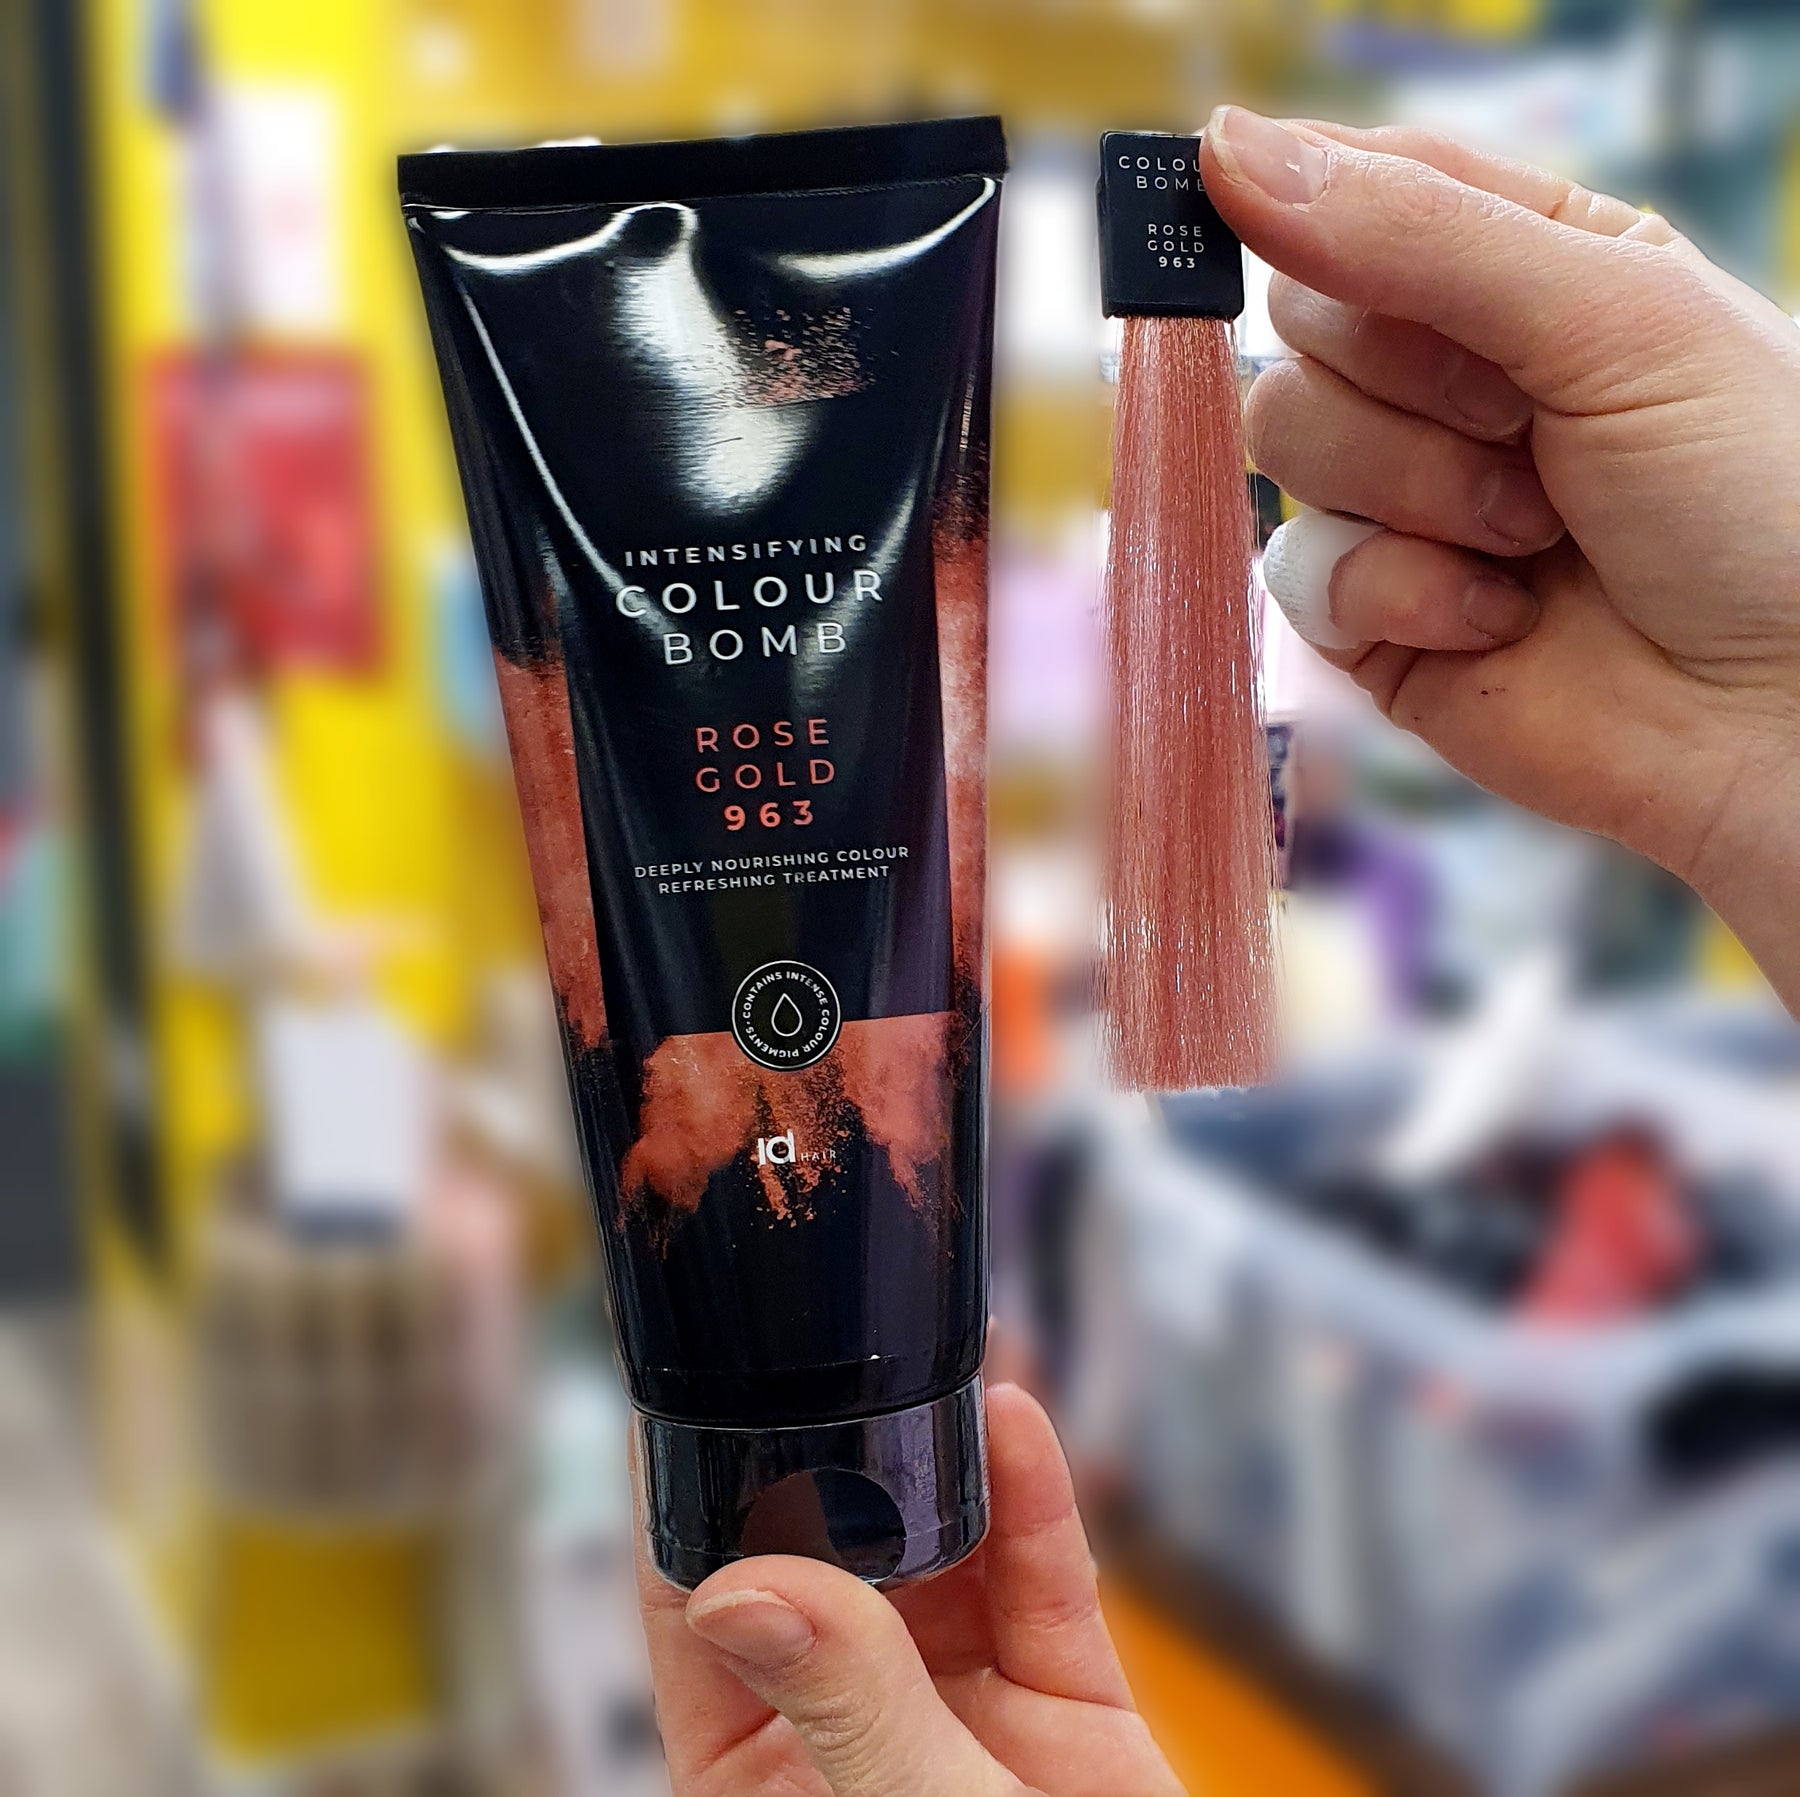 INTENSIFYING
COLOUR
BOMB
ROSE
GOLD
963
DEEPLY NOURISHING COLOUR
REFRESHING TREATMENT
CONTAINS INTENSE COLOUR PIGMENTS
id HAIR
COLOU
BOMB
ROSE
GOLD
963